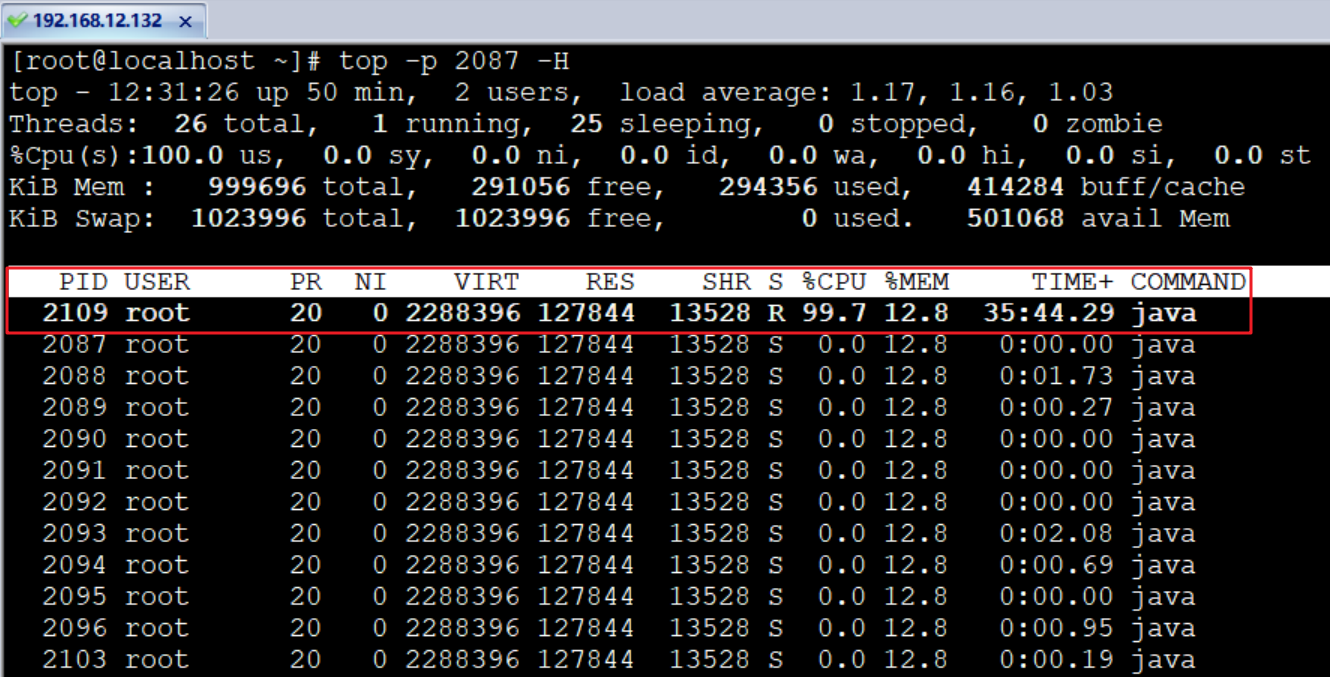 192.168.12.132 ×
[root@localhost ~]# top -p 2087 -H
top - 12:31:26 up 50 min,  2 users,  load average: 1.17, 1.16, 1.03
Threads:  26 total,   1 running,  25 sleeping,   0 stopped,   0 zombie
%Cpu(s):100.0 us,  0.0 sy,  0.0 ni,  0.0 id,  0.0 wa,  0.0 hi,  0.0 si,  0.0 st
KiB Mem :   999696 total,   291056 free,   294356 used,   414284 buff/cache
KiB Swap:  1023996 total,  1023996 free,        0 used.   501068 avail Mem
PID USER      PR  NI    VIRT    RES    SHR S %CPU %MEM     TIME+ COMMAND
2109 root      20   0 2288396 127844  13528 R 99.7 12.8  35:44.29 java
2087 root      20   0 2288396 127844  13528 S  0.0 12.8   0:00.00 java
2088 root      20   0 2288396 127844  13528 S  0.0 12.8   0:01.73 java
2089 root      20   0 2288396 127844  13528 S  0.0 12.8   0:00.27 java
2090 root      20   0 2288396 127844  13528 S  0.0 12.8   0:00.00 java
2091 root      20   0 2288396 127844  13528 S  0.0 12.8   0:00.00 java
2092 root      20   0 2288396 127844  13528 S  0.0 12.8   0:00.00 java
2093 root      20   0 2288396 127844  13528 S  0.0 12.8   0:02.08 java
2094 root      20   0 2288396 127844  13528 S  0.0 12.8   0:00.69 java
2095 root      20   0 2288396 127844  13528 S  0.0 12.8   0:00.00 java
2096 root      20   0 2288396 127844  13528 S  0.0 12.8   0:00.95 java
2103 root      20   0 2288396 127844  13528 S  0.0 12.8   0:00.19 java